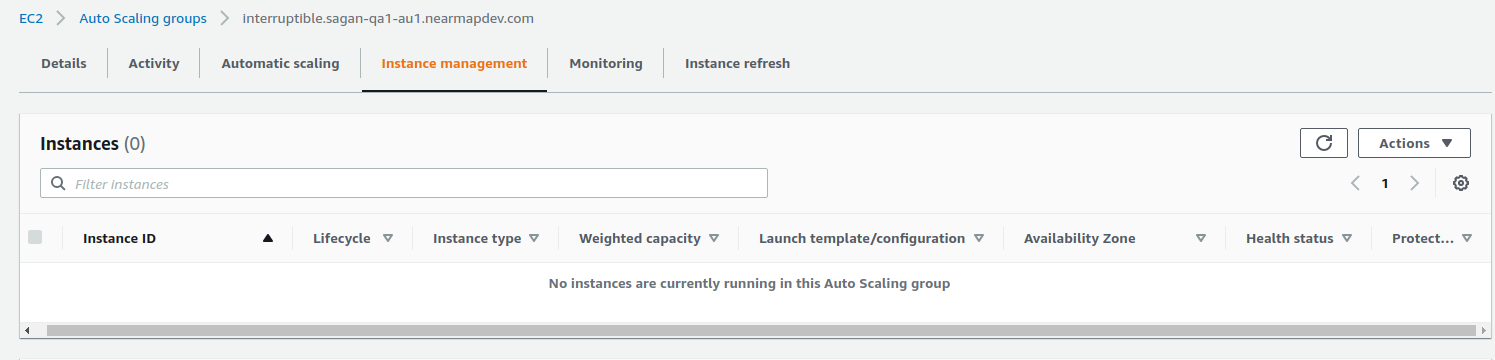 EC2 > Auto Scaling groups > interruptible.sagan-qa1-au1.nearmapdev.com
Details Activity Automatic scaling Instance management Monitoring Instance refresh
Instances (0)
Actions
Filter instances
1
Instance ID Lifecycle Instance type Weighted capacity Launch template/configuration Availability Zone Health status Protect...
No instances are currently running in this Auto Scaling group